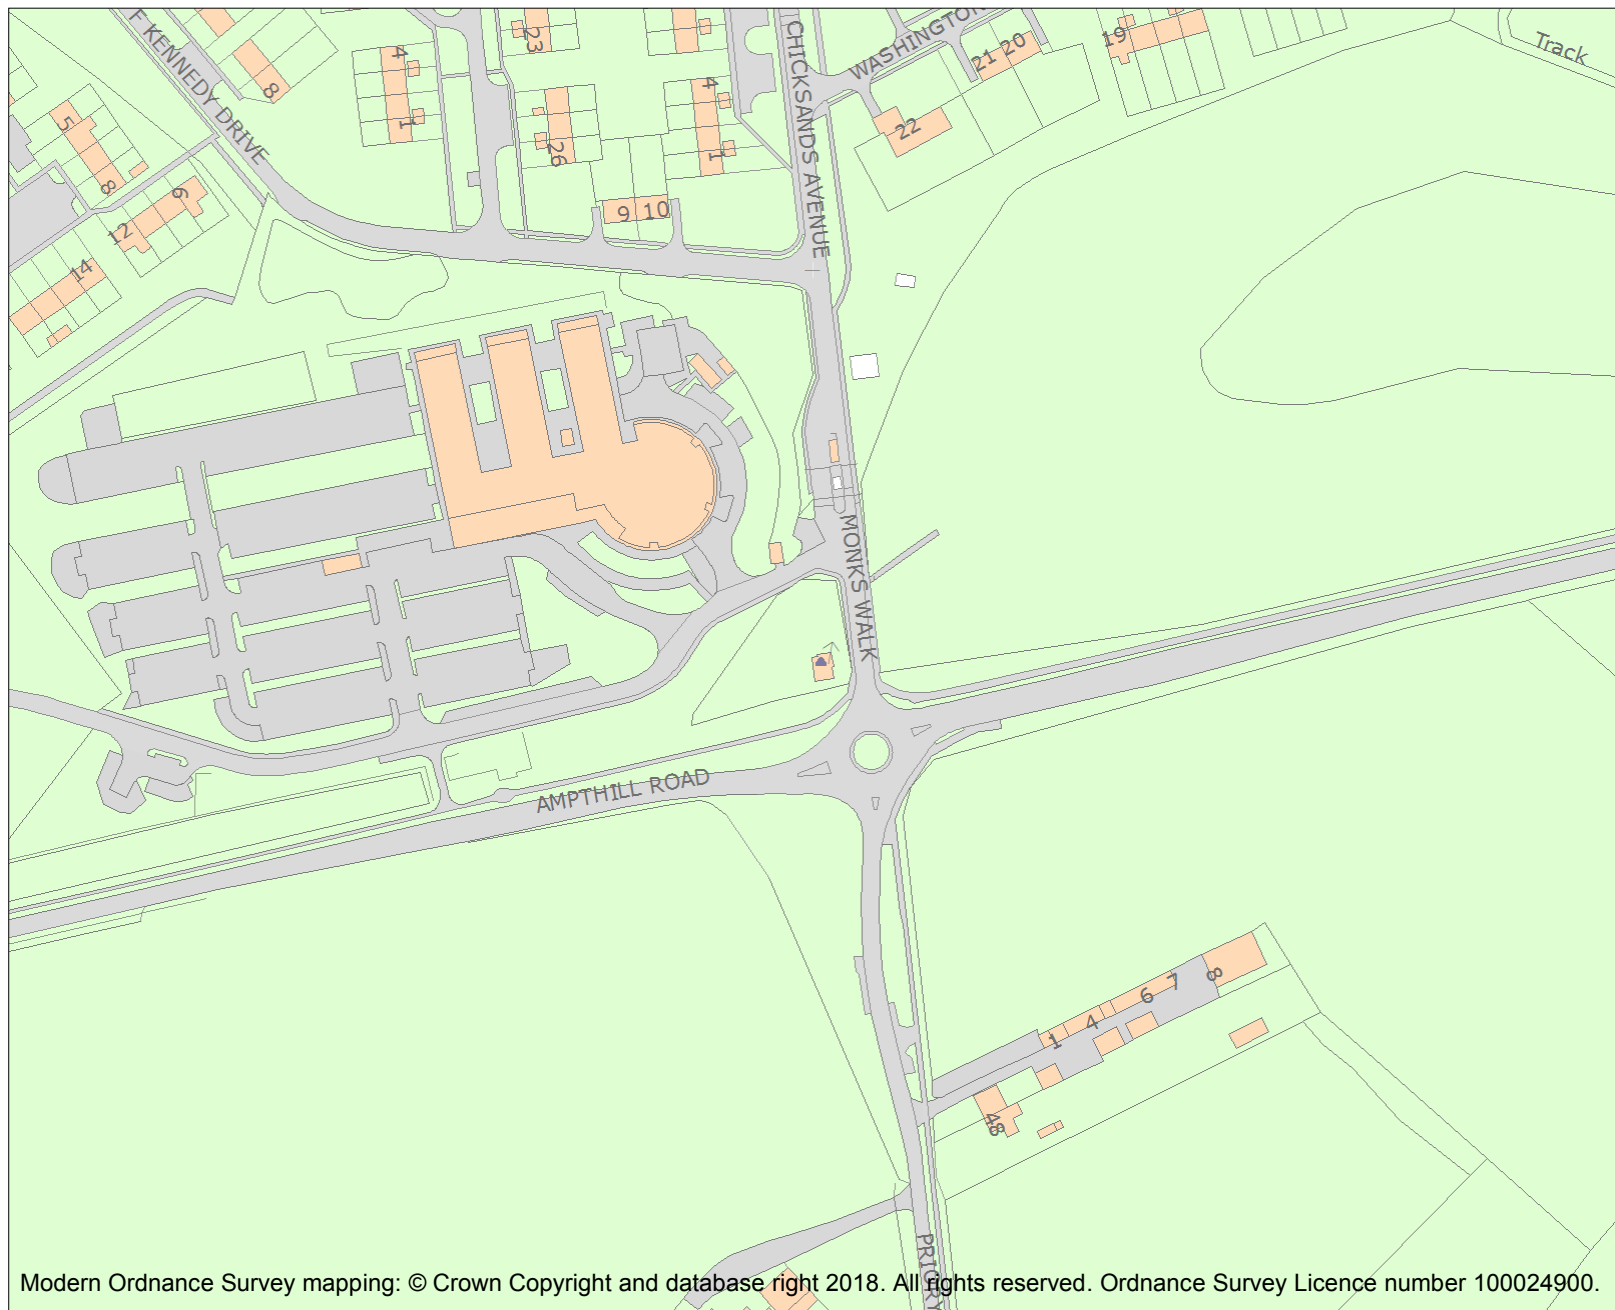 F KENNEDY DRIVE
8
5
8
12
9
14
4
1
23
26
4
1
9 10
CHICKSANDS AVENUE
WASHINGTON
21 20
22
19
Track
MONKS WALK
AMPTHILL ROAD
1
4
6
7
8
48
PRIORY
Modern Ordnance Survey mapping: © Crown Copyright and database right 2018. All rights reserved. Ordnance Survey Licence number 100024900.